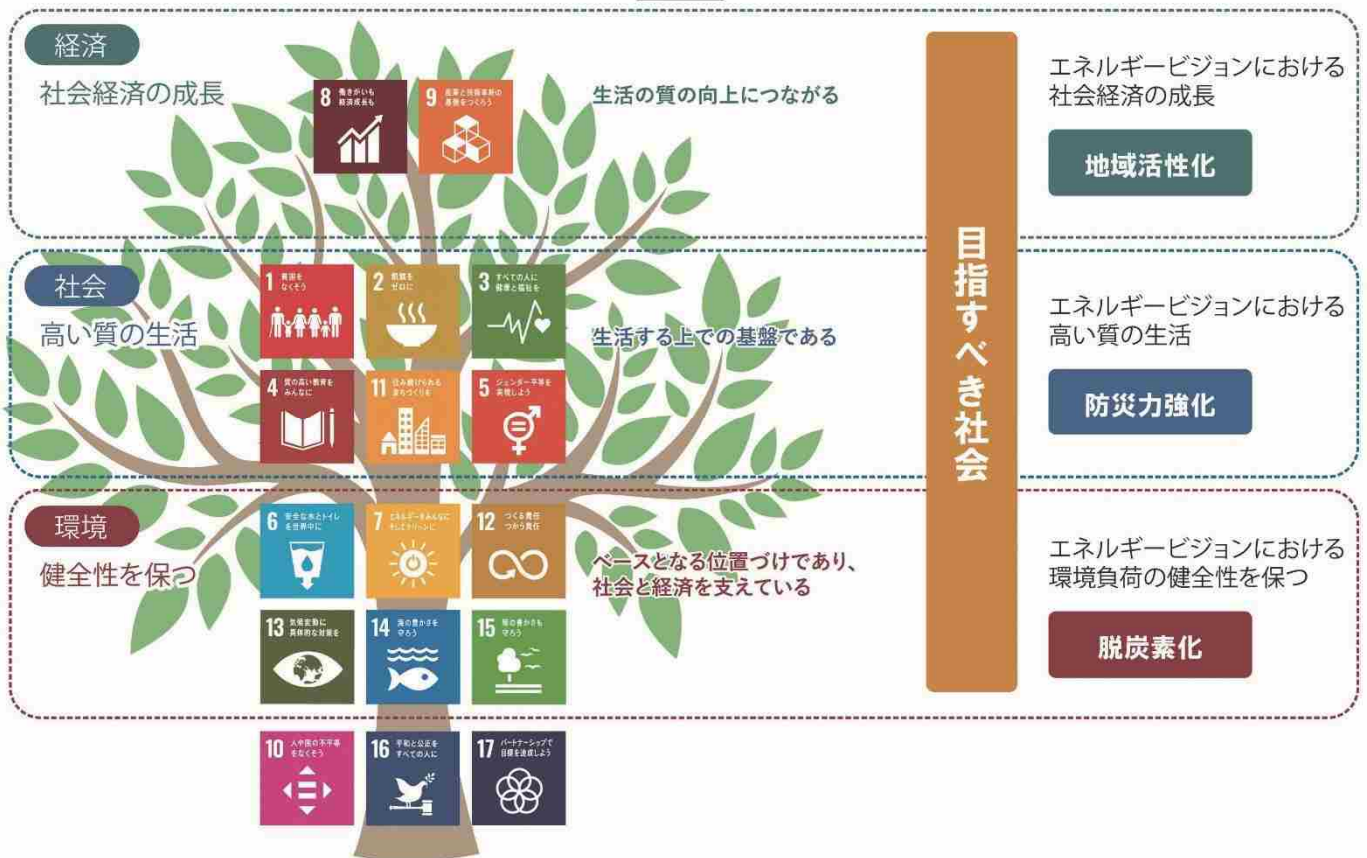 経済
社会経済の成長
8 働きがいも
経済成長も
9 産業と技術革新の
基盤をつくろう
生活の質の向上につながる
エネルギービジョンにおける
社会経済の成長
地域活性化
目指すべき社会
社会
高い質の生活
1 貧困を
なくそう
2 飢餓を
ゼロに
3 すべての人に
健康と福祉を
生活する上での基盤である
4 質の高い教育を
みんなに
11 住み続けられる
まちづくりを
5 ジェンダー平等を
実現しよう
エネルギービジョンにおける
高い質の生活
防災力強化
環境
健全性を保つ
6 安全な水とトイレ
を世界中に
7 エネルギーをみんなに
そしてクリーンに
12 つくる責任
つかう責任
ベースとなる位置づけであり、
社会と経済を支えている
13 気候変動に
具体的な対策を
14 海の豊かさを
守ろう
15 陸の豊かさも
守ろう
エネルギービジョンにおける
環境負荷の健全性を保つ
脱炭素化
10 人や国の不平等
をなくそう
16 平和と公正を
すべての人に
17 パートナーシップで
目標を達成しよう